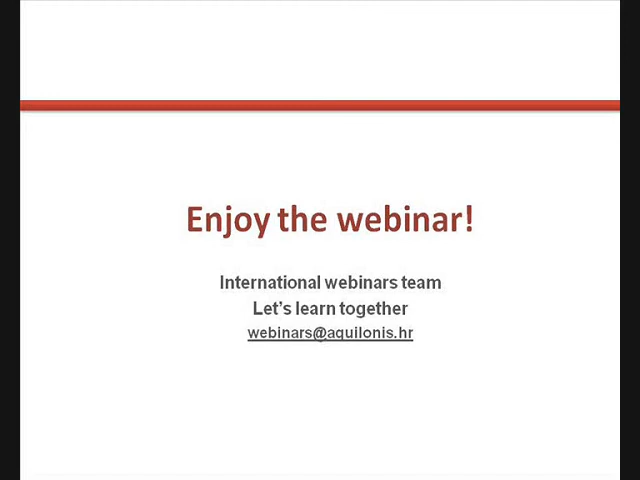 Enjoy the webinar!
International webinars team
Let's learn together
webinars@aquilonis.hr